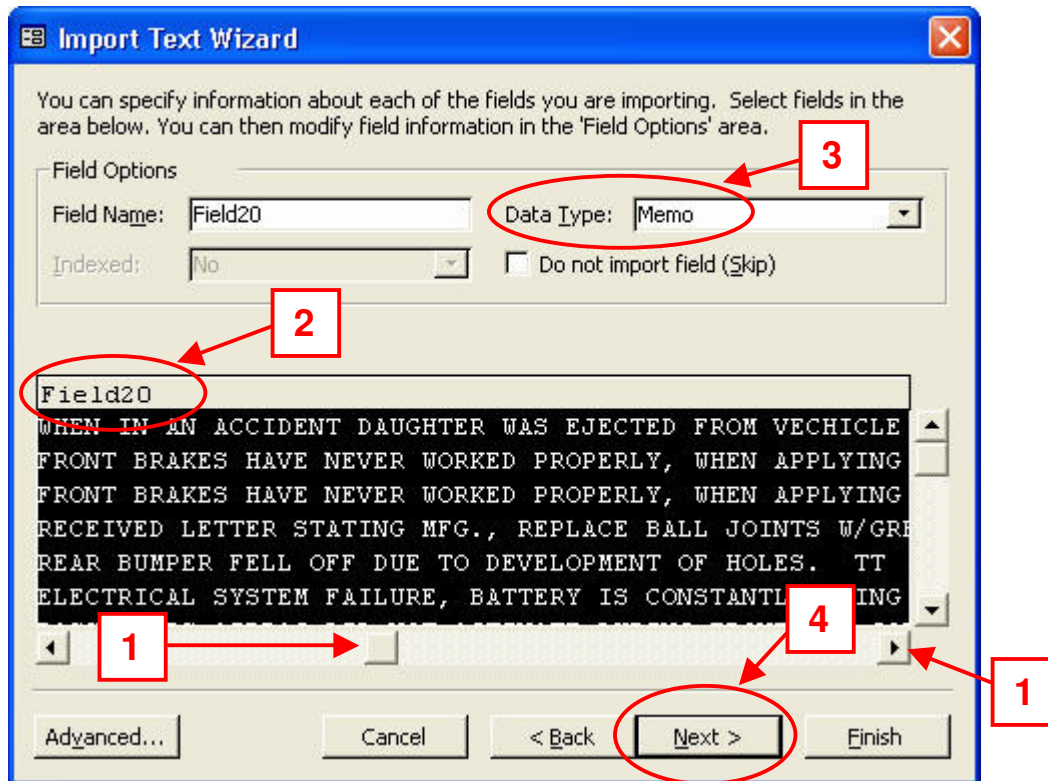 Import Text Wizard
You can specify information about each of the fields you are importing. Select fields in the
area below. You can then modify field information in the 'Field Options' area.
3
Field Options
Field Name: Field20 Data Type: Memo
Indexed: No Do not import field (Skip)
2
Field20
WHEN IN AN ACCIDENT DAUGHTER WAS EJECTED FROM VECHICLE
FRONT BRAKES HAVE NEVER WORKED PROPERLY, WHEN APPLYING
FRONT BRAKES HAVE NEVER WORKED PROPERLY, WHEN APPLYING
RECEIVED LETTER STATING MFG., REPLACE BALL JOINTS W/GRE
REAR BUMPER FELL OFF DUE TO DEVELOPMENT OF HOLES. TT
ELECTRICAL SYSTEM FAILURE, BATTERY IS CONSTANTL ING
4
1
1
Advanced... Cancel < Back Next > Finish